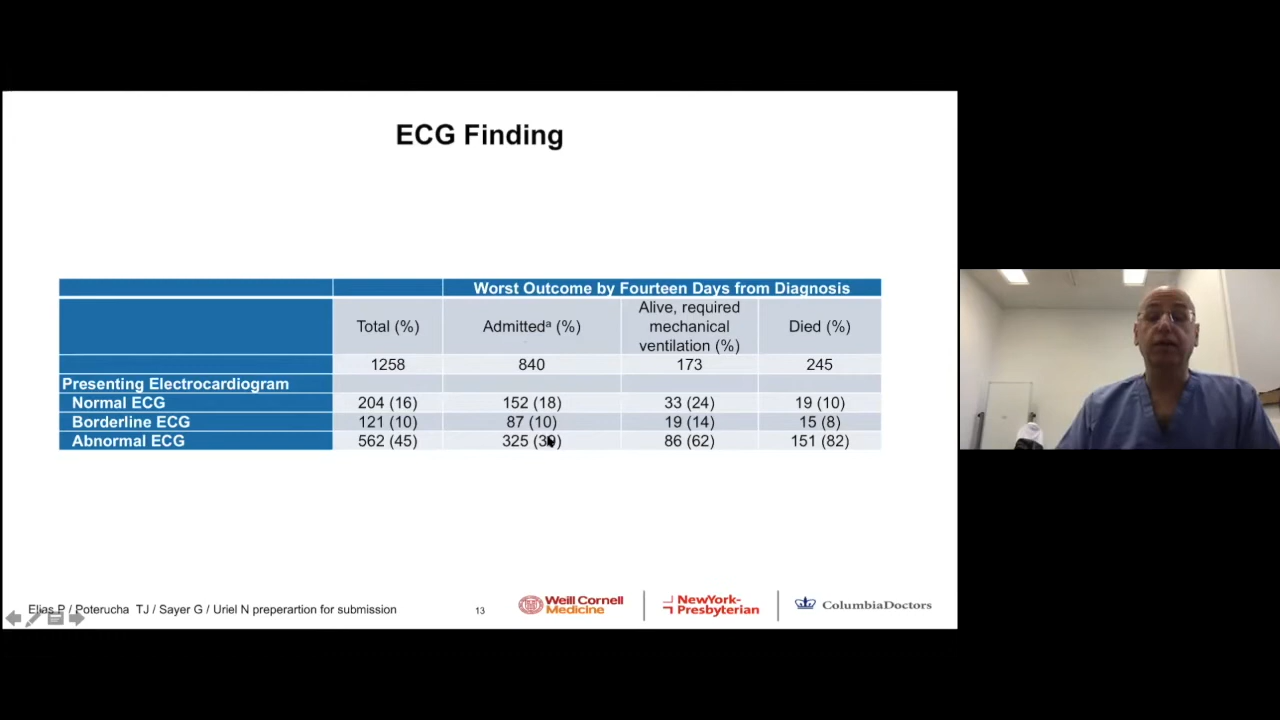 ECG Finding
Worst Outcome by Fourteen Days from Diagnosis
Total (%) Admittedᵃ (%) Alive, required mechanical ventilation (%) Died (%)
1258 840 173 245
Presenting Electrocardiogram
Normal ECG 204 (16) 152 (18) 33 (24) 19 (10)
Borderline ECG 121 (10) 87 (10) 19 (14) 15 (8)
Abnormal ECG 562 (45) 325 86 (62) 151 (82)
Elias P / Poterucha TJ / Sayer G / Uriel N preperartion for submission
13
Weill Cornell
Medicine
NewYork-
Presbyterian
ColumbiaDoctors